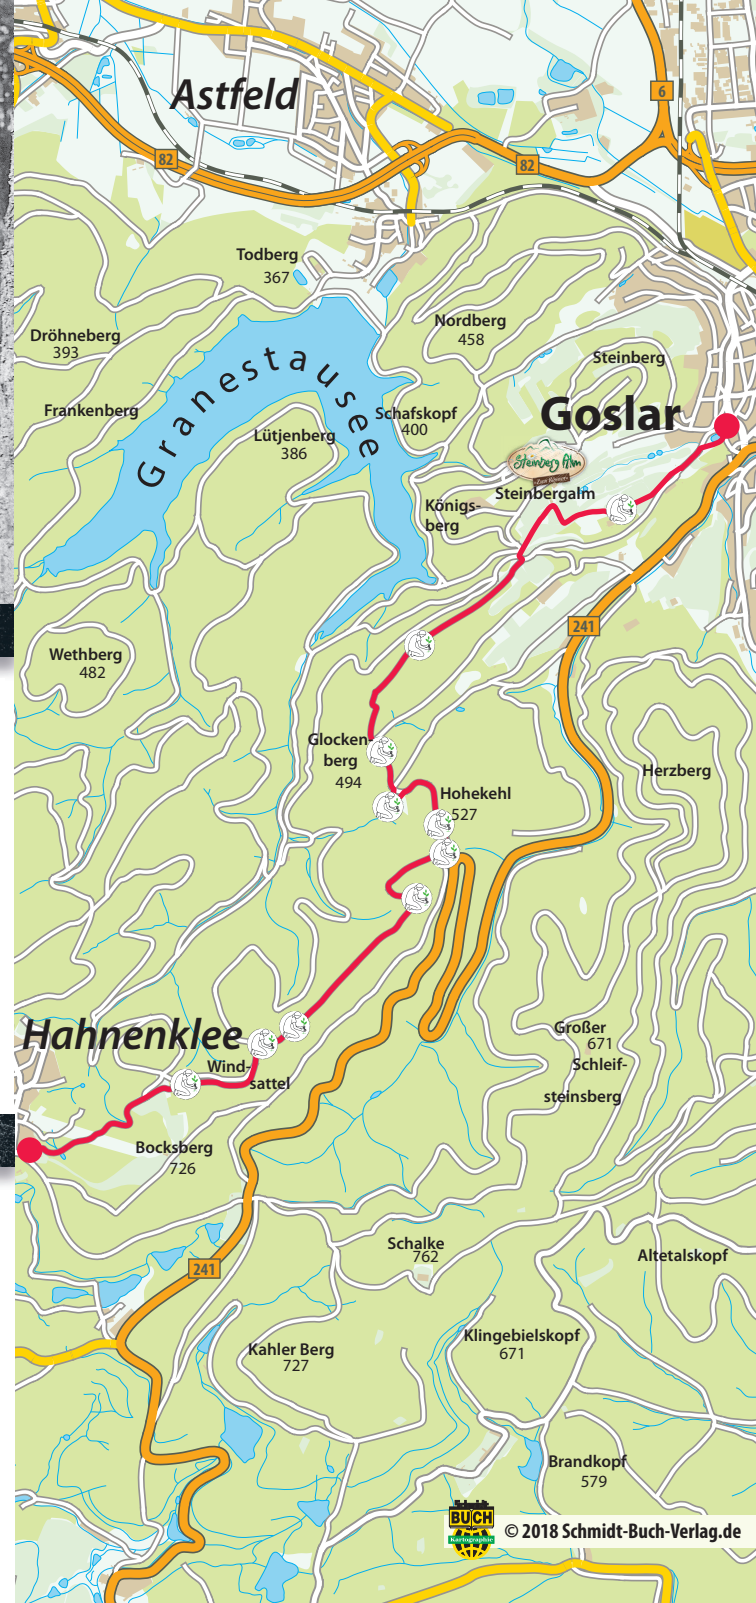 6
Astfeld
82
82
Todberg
367
Nordberg
458
Dröhneberg
393
Steinberg
Granestausee
Frankenberg
Schafskopf
400
Goslar
Lütjenberg
386
Steinberg Alm
Steinbergalm
Königs-
berg
241
Wethberg
482
Glocken-
berg
494
Herzberg
Hohekehl
527
Hahnenklee
Großer
671
Schleif-
steinsberg
Wind-
sattel
Bocksberg
726
Schalke
762
Altetalskopf
241
Kahler Berg
727
Klingebielskopf
671
Brandkopf
579
BUCH
Kartographie
© 2018 Schmidt-Buch-Verlag.de